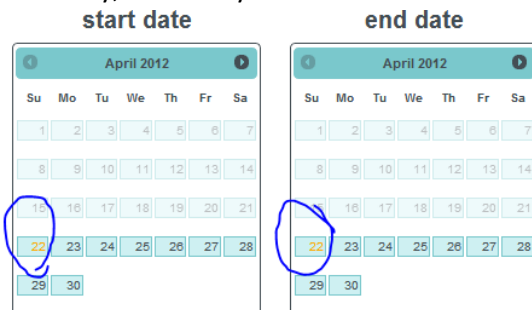 start date end date
April 2012 April 2012
Su Mo Tu We Th Fr Sa Su Mo Tu We Th Fr Sa
1 2 3 4 5 6 7 1 2 3 4 5 6 7
8 9 10 11 12 13 14 8 9 10 11 12 13 14
15 16 17 18 19 20 21 15 16 17 18 19 20 21
22 23 24 25 26 27 28 22 23 24 25 26 27 28
29 30 29 30